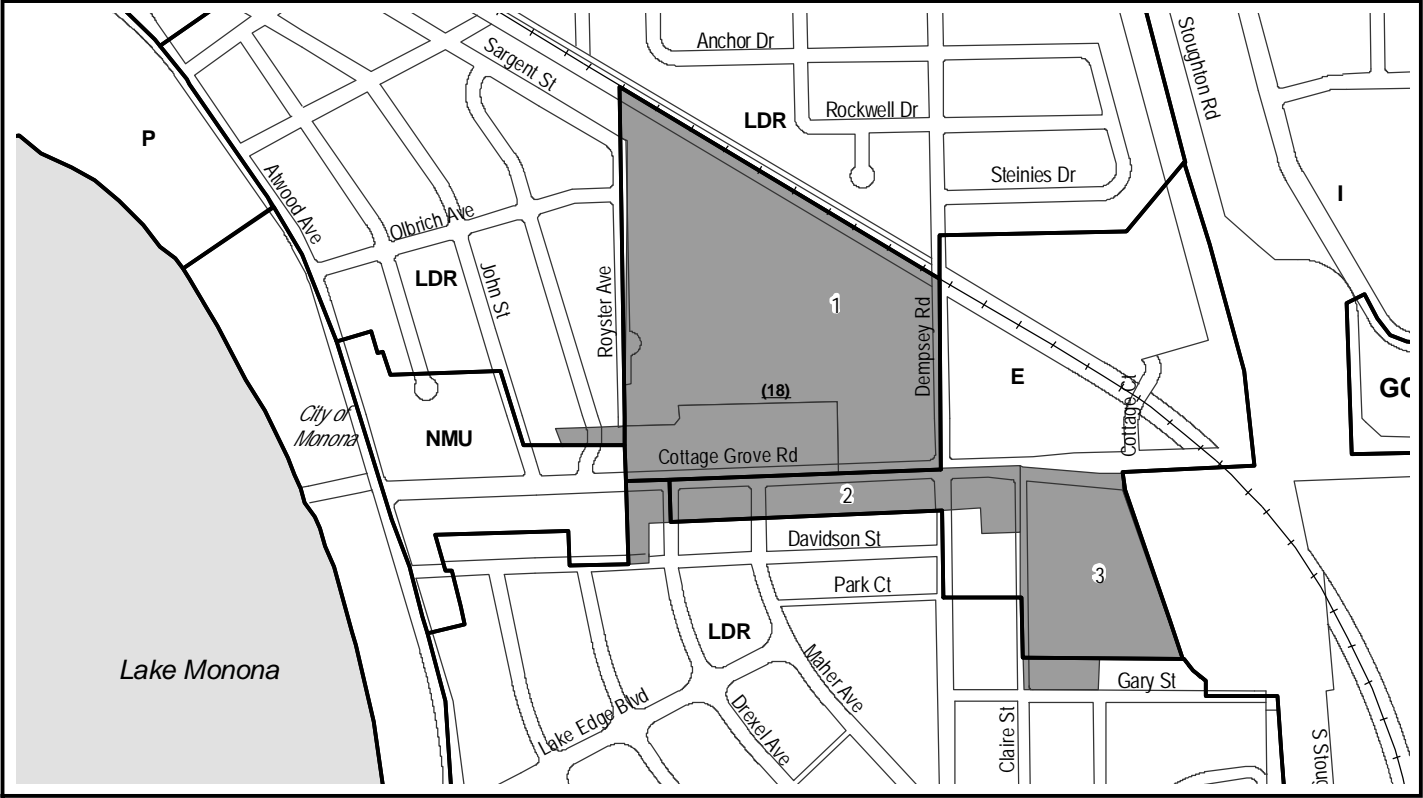 Anchor Dr
Sargent St
Stoughton Rd
Rockwell Dr
LDR
P
Steinies Dr
I
Atwood Ave
Olbrich Ave
LDR
John St
Royster Ave
1
Dempsey Rd
E
(18)
Cottage Ct
GC
City of
Monona
NMU
Cottage Grove Rd
2
Davidson St
3
Park Ct
LDR
Lake Monona
Maher Ave
Gary St
Lake Edge Blvd
Drexel Ave
Claire St
S Stoug